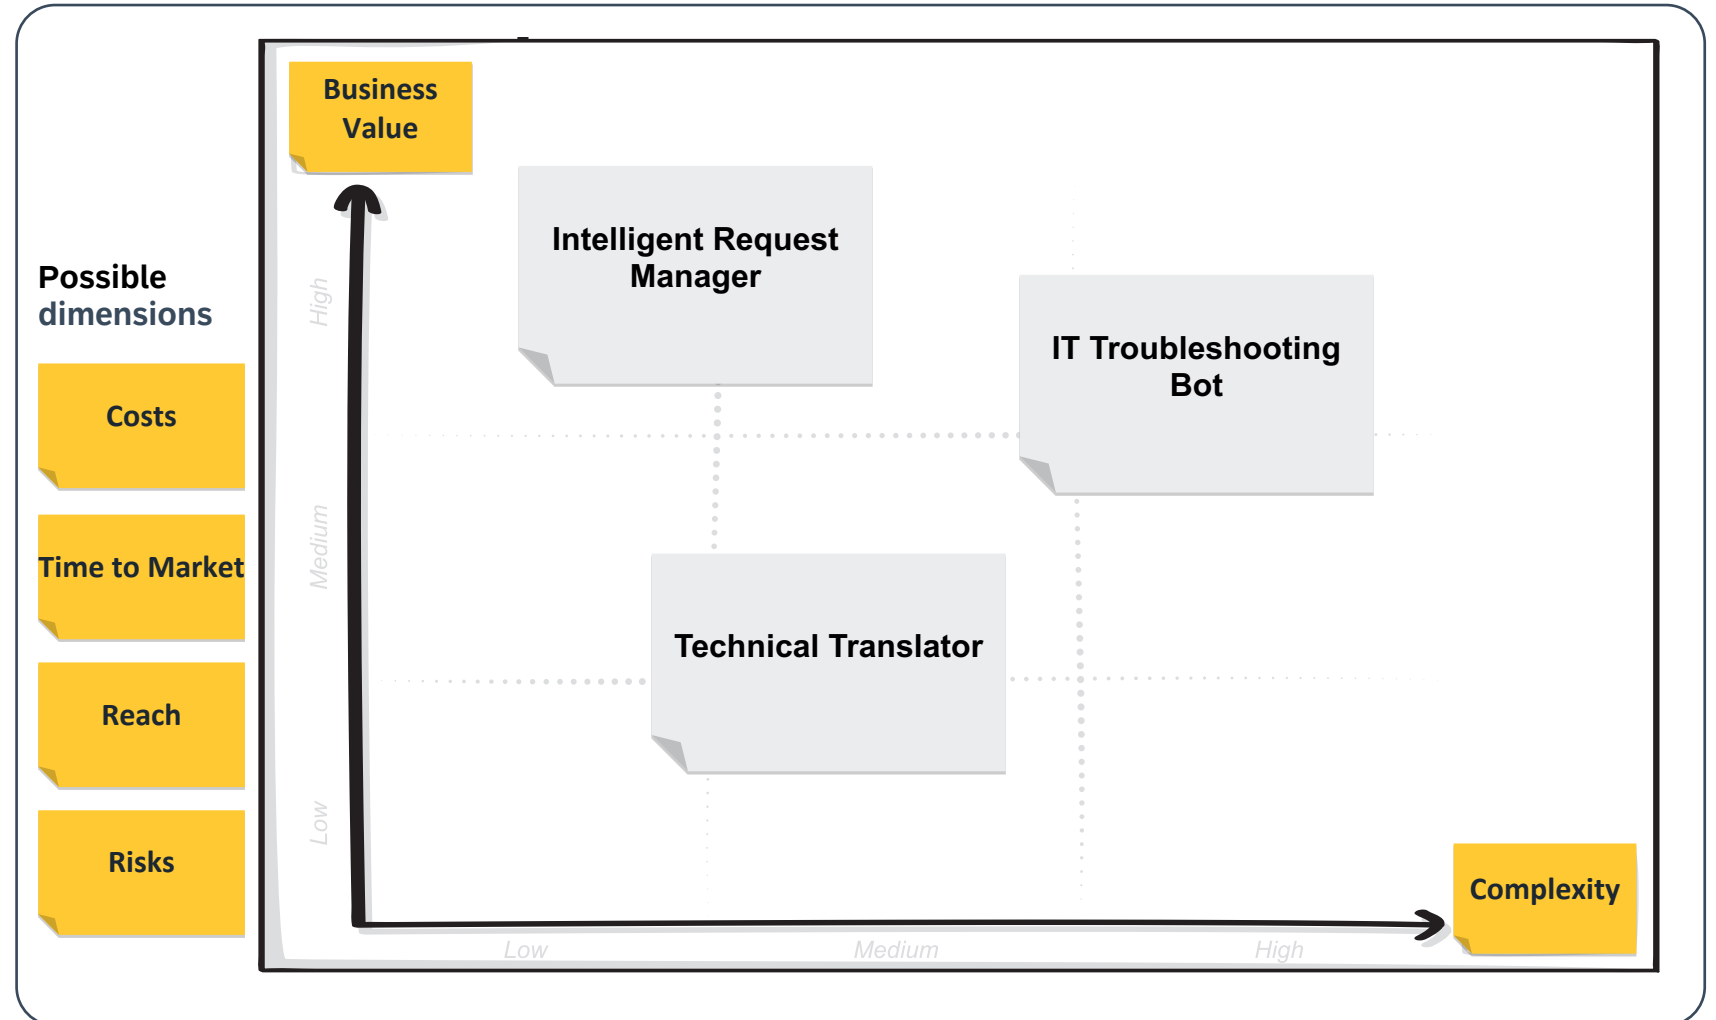 Business
Value
Intelligent Request
Manager
Possible
dimensions
High
IT Troubleshooting
Bot
Costs
Medium
Time to Market
Technical Translator
Reach
Low
Risks
Complexity
Low
Medium
High